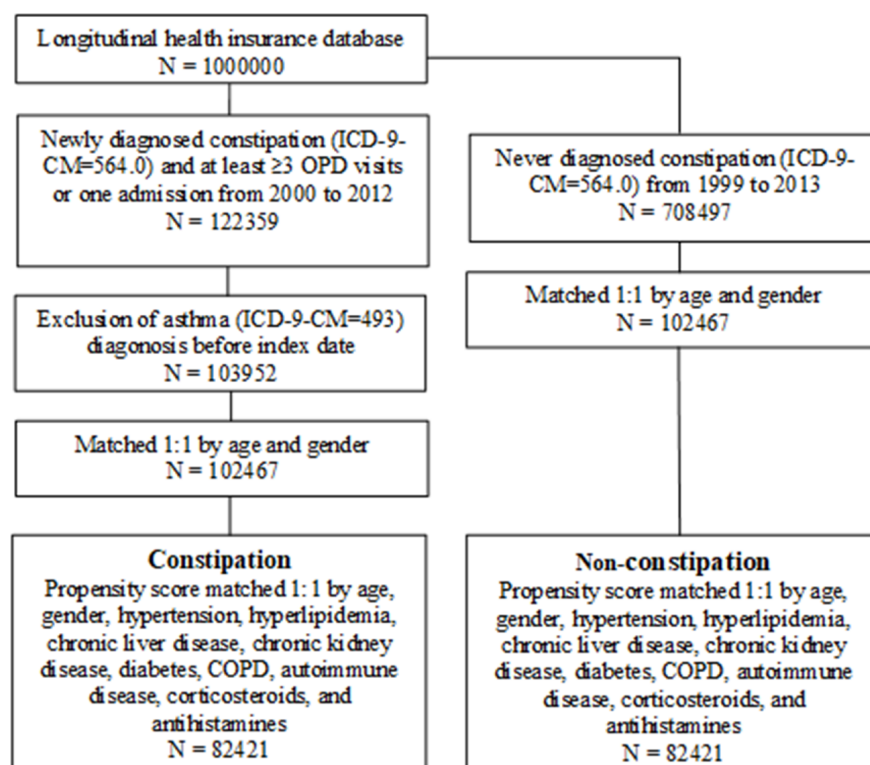 Longitudinal health insurance database
N = 1000000
Newly diagnosed constipation (ICD-9-
CM=564.0) and at least ≥3 OPD visits
or one admission from 2000 to 2012
N = 122359
Never diagnosed constipation (ICD-9-
CM=564.0) from 1999 to 2013
N = 708497
Exclusion of asthma (ICD-9-CM=493)
diagonosis before index date
N = 103952
Matched 1:1 by age and gender
N = 102467
Matched 1:1 by age and gender
N = 102467
Constipation
Propensity score matched 1:1 by age,
gender, hypertension, hyperlipidemia,
chronic liver disease, chronic kidney
disease, diabetes, COPD, autoimmune
disease, corticosteroids, and
antihistamines
N = 82421
Non-constipation
Propensity score matched 1:1 by age,
gender, hypertension, hyperlipidemia,
chronic liver disease, chronic kidney
disease, diabetes, COPD, autoimmune
disease, corticosteroids, and
antihistamines
N = 82421